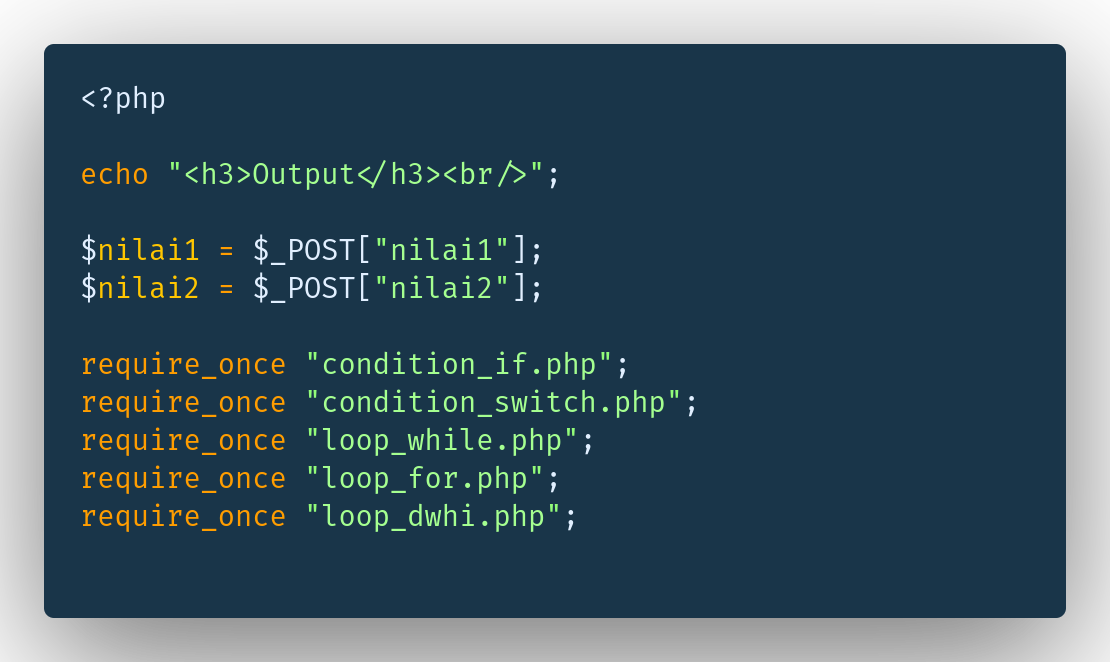 <?php
echo "<h3>Output</h3><br/>";
$nilai1 = $_POST["nilai1"];
$nilai2 = $_POST["nilai2"];
require_once "condition_if.php";
require_once "condition_switch.php";
require_once "loop_while.php";
require_once "loop_for.php";
require_once "loop_dwhi.php";